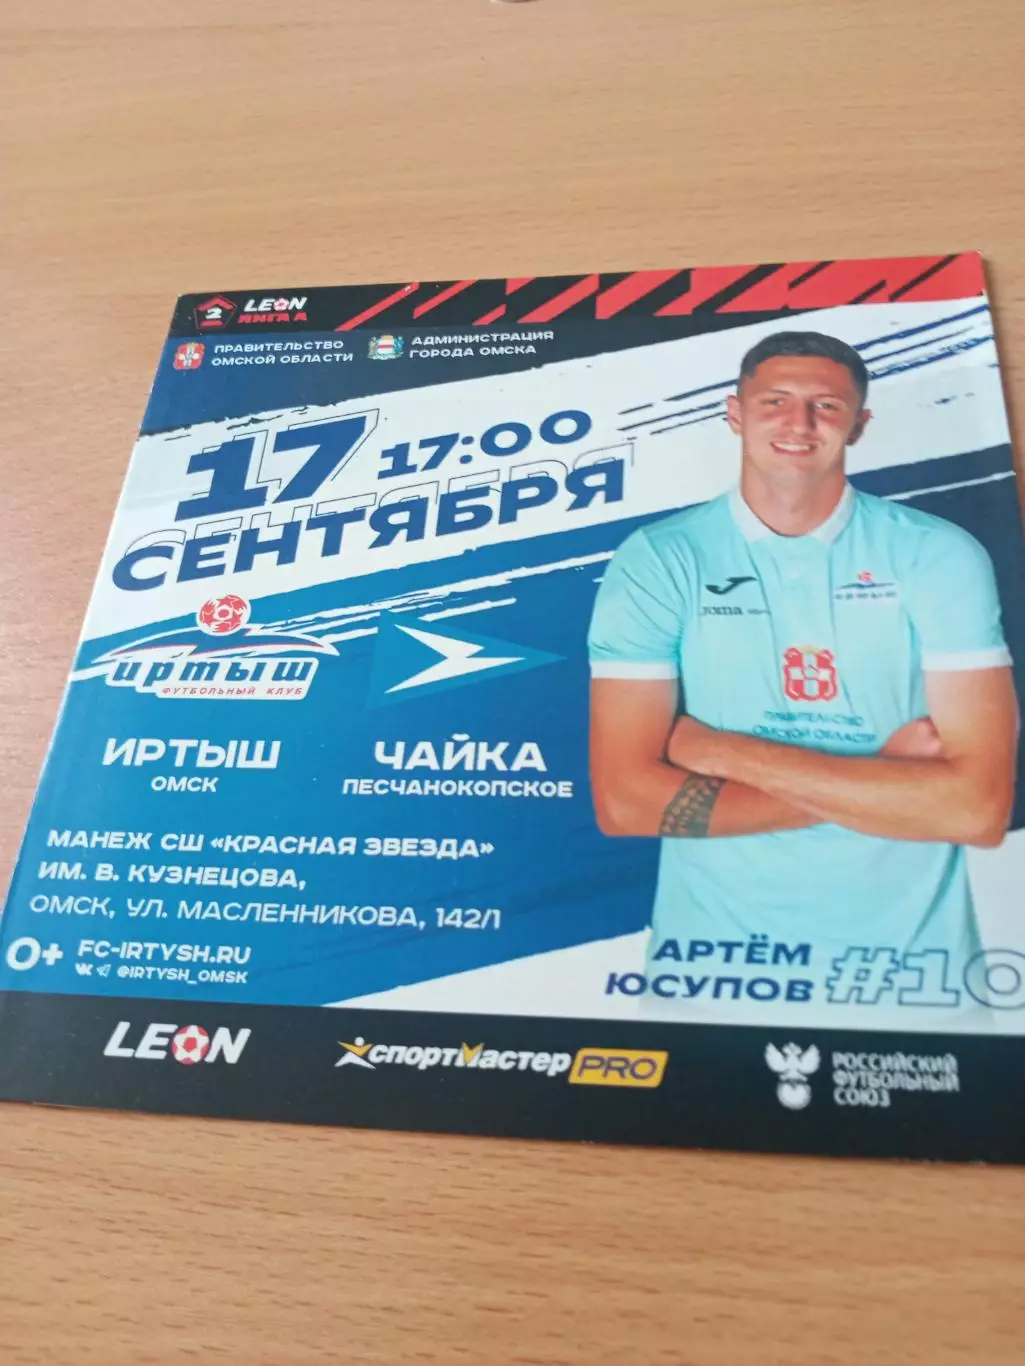 2 LEON
ЛИГА А
ПРАВИТЕЛЬСТВО
ОМСКОЙ ОБЛАСТИ
АДМИНИСТРАЦИЯ
ГОРОДА ОМСКА
17 17:00
СЕНТЯБРЯ
ИРТЫШ
ФУТБОЛЬНЫЙ КЛУБ
ИРТЫШ
ОМСК
ЧАЙКА
ПЕСЧАНОКОПСКОЕ
МАНЕЖ СШ «КРАСНАЯ ЗВЕЗДА»
ИМ. В. КУЗНЕЦОВА,
ОМСК, УЛ. МАСЛЕННИКОВА, 142/1
0+ FC-IRTYSH.RU
@IRTYSH_OMSK
JOMA
ПРАВИТЕЛЬСТВО
ОМСКОЙ ОБЛАСТИ
АРТЁМ
ЮСУПОВ #10
LEON
СПОРТМАСТЕР PRO
РОССИЙСКИЙ
ФУТБОЛЬНЫЙ
СОЮЗ